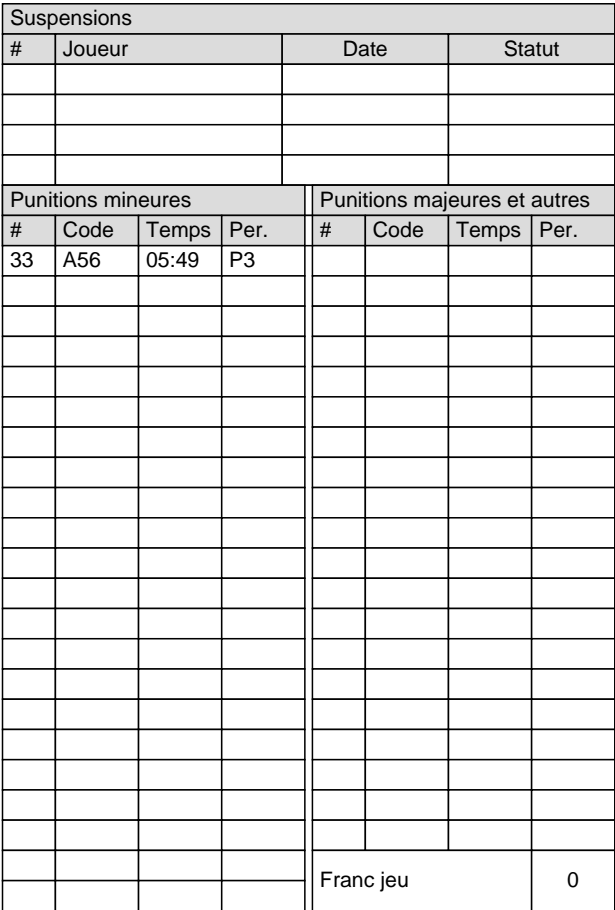 Suspensions
# Joueur Date Statut
Punitions mineures Punitions majeures et autres
# Code Temps Per. # Code Temps Per.
33 A56 05:49 P3
Franc jeu 0